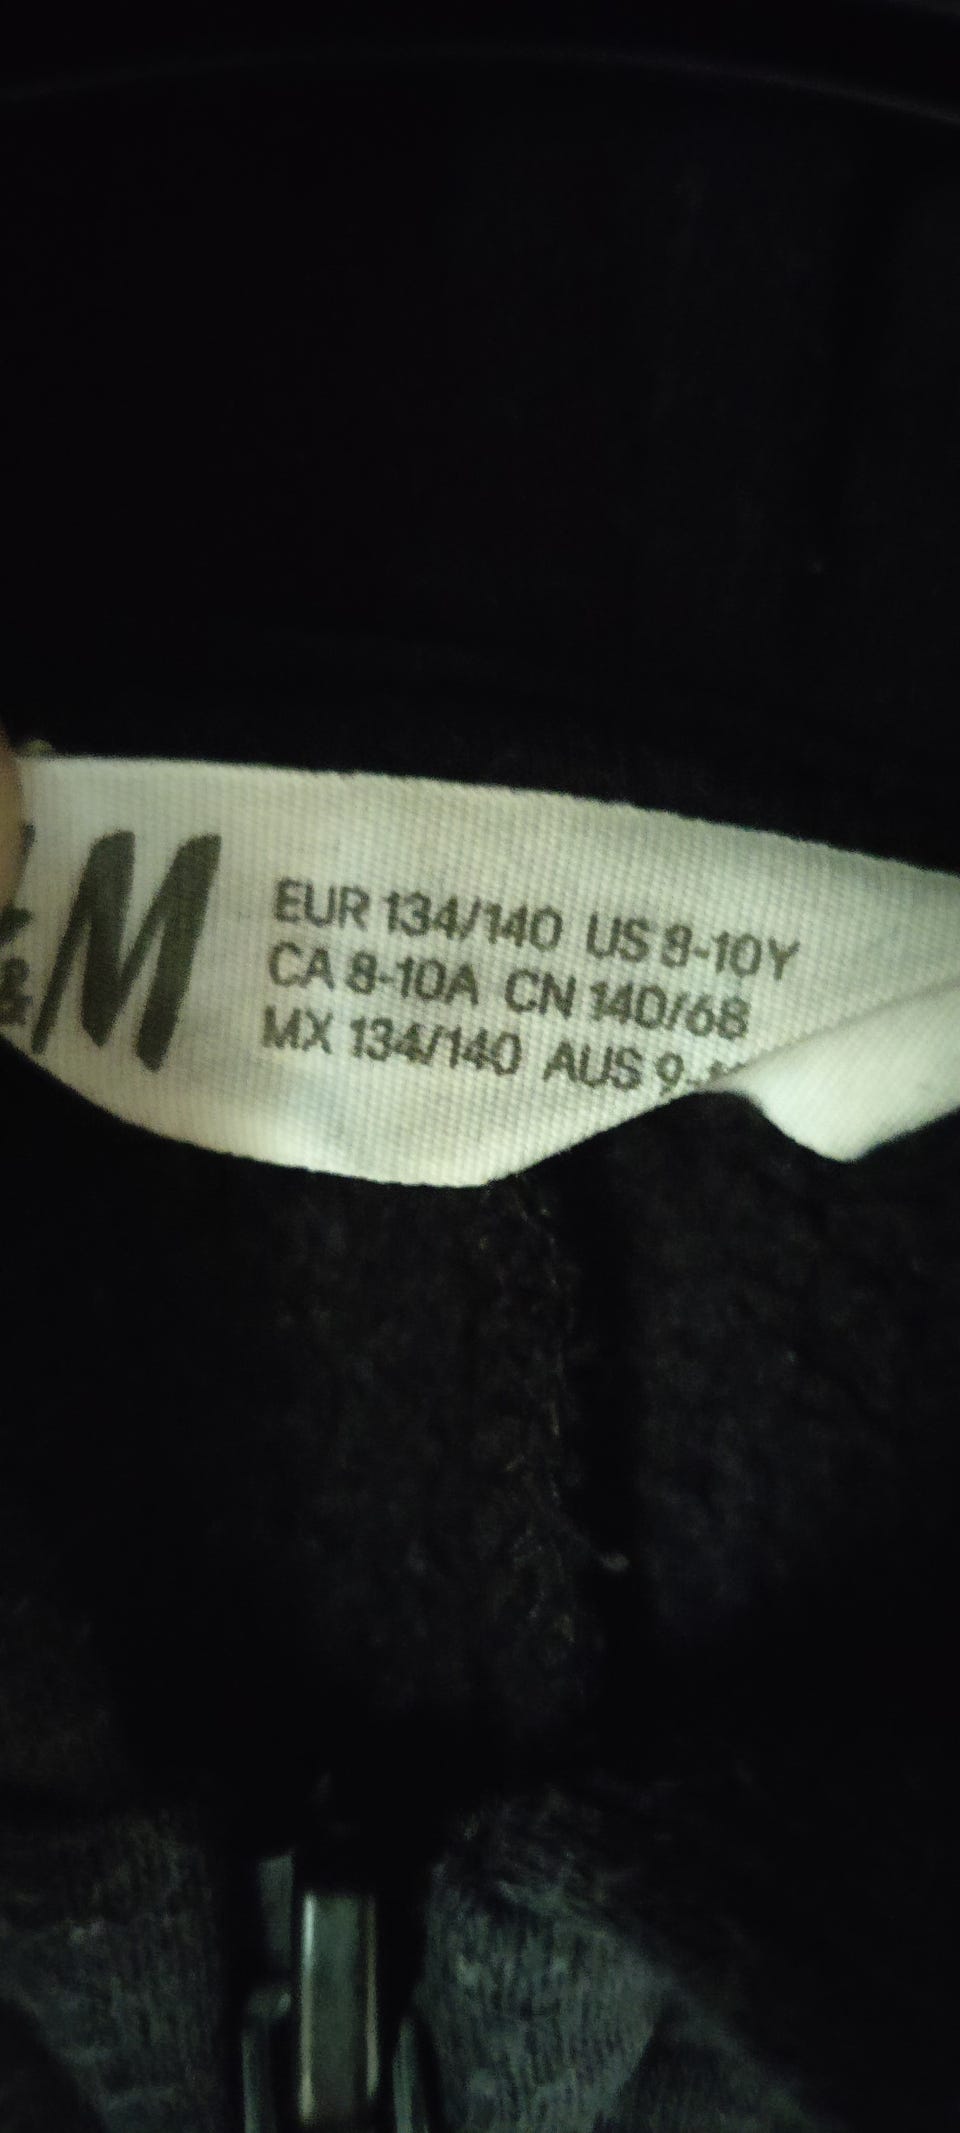 &M
EUR 134/140 US 8-10Y
CA 8-10A CN 140/68
MX 134/140 AUS 9-